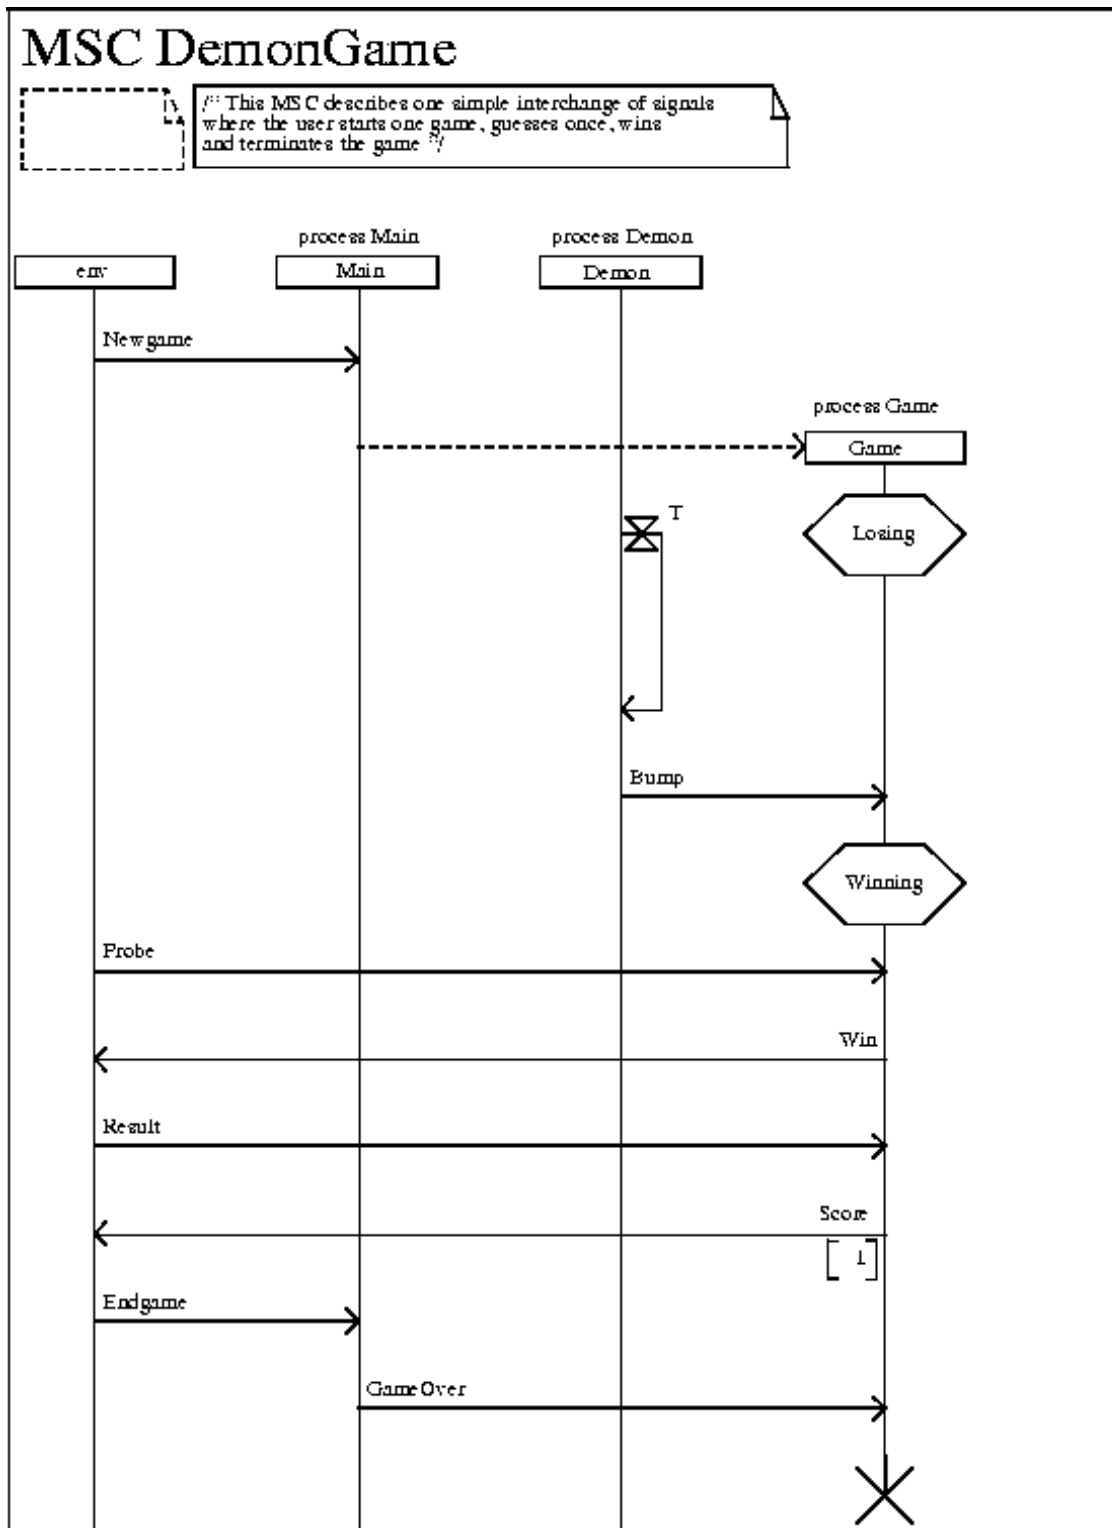 MSC DemonGame
/* This MSC describes one simple interchange of signals
where the user starts one game, guesses once, wins
and terminates the game */
process Main
process Demon
env
Main
Demon
Newgame
process Game
Game
T
Losing
Bump
Winning
Probe
Win
Result
Score
1
Endgame
GameOver